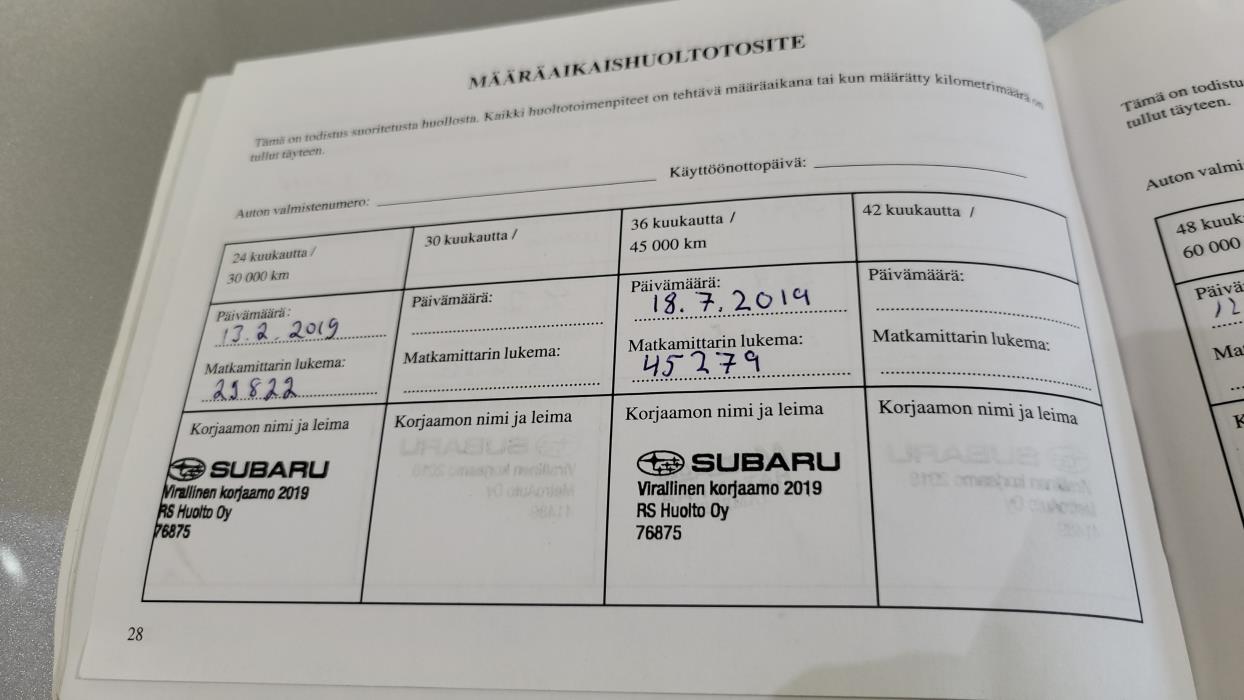 MÄÄRÄAIKAISHUOLTOTOSITE
Tämä on todistus suoritetusta huollosta. Kaikki huoltotoimenpiteet on tehtävä määräaikana tai kun määrätty kilometrimäärä on
tullut täyteen.
Auton valmistenumero:
Käyttöönottopäivä:
24 kuukautta /
30 000 km
Päivämäärä:
13.2.2019
Matkamittarin lukema:
29822
Korjaamon nimi ja leima
SUBARU
Virallinen korjaamo 2019
RS Huolto Oy
76875
30 kuukautta /
Päivämäärä:
Matkamittarin lukema:
Korjaamon nimi ja leima
36 kuukautta /
45 000 km
Päivämäärä:
18.7.2019
Matkamittarin lukema:
45279
Korjaamon nimi ja leima
SUBARU
Virallinen korjaamo 2019
RS Huolto Oy
76875
42 kuukautta /
Päivämäärä:
Matkamittarin lukema:
Korjaamon nimi ja leima
28
Tämä on todistu
tullut täyteen.
Auton valmi
48 kuuk
60 000
Päivä
12
Ma
K